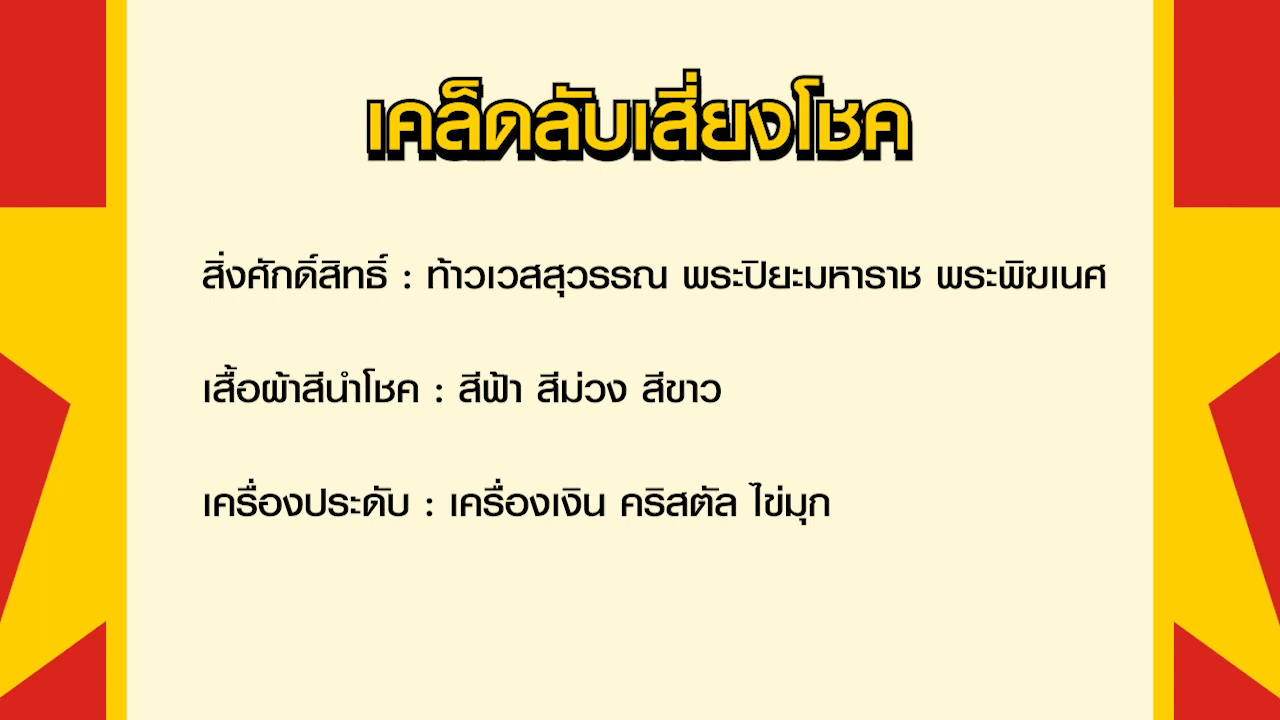 เคล็ดลับเสี่ยงโชค
สิ่งศักดิ์สิทธิ์ : ท้าวเวสสุวรรณ พระปิยะมหาราช พระพิฆเนศ
เสื้อผ้าสีนำโชค : สีฟ้า สีม่วง สีขาว
เครื่องประดับ : เครื่องเงิน คริสตัล ไข่มุก